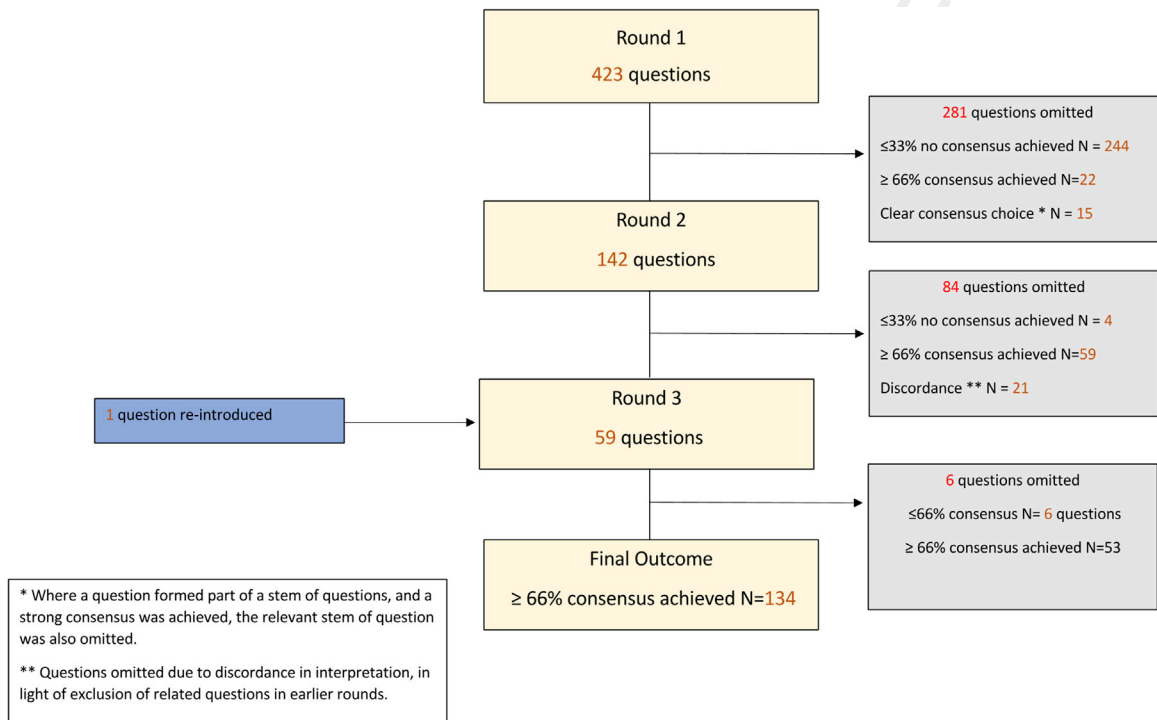 Round 1
423 questions
281 questions omitted
≤33% no consensus achieved N = 244
≥ 66% consensus achieved N=22
Clear consensus choice * N = 15
Round 2
142 questions
84 questions omitted
≤33% no consensus achieved N = 4
≥ 66% consensus achieved N=59
Discordance ** N = 21
1 question re-introduced
Round 3
59 questions
6 questions omitted
≤66% consensus N= 6 questions
≥ 66% consensus achieved N=53
Final Outcome
≥ 66% consensus achieved N=134
* Where a question formed part of a stem of questions, and a
strong consensus was achieved, the relevant stem of question
was also omitted.
** Questions omitted due to discordance in interpretation, in
light of exclusion of related questions in earlier rounds.